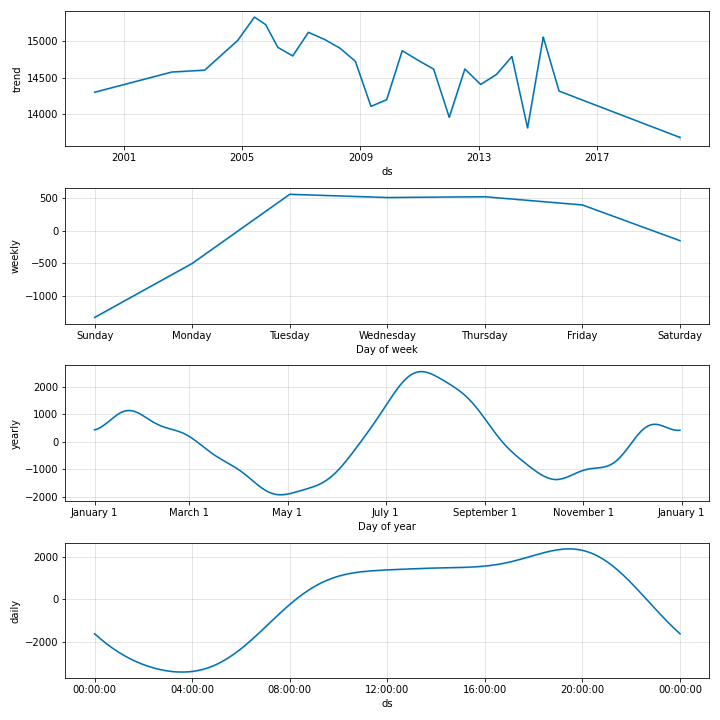 trend
15000
14500
14000
2001 2005 2009 2013 2017
ds
weekly
500
0
−500
−1000
Sunday Monday Tuesday Wednesday Thursday Friday Saturday
Day of week
yearly
2000
1000
0
−1000
−2000
January 1 March 1 May 1 July 1 September 1 November 1 January 1
Day of year
daily
2000
0
−2000
00:00:00 04:00:00 08:00:00 12:00:00 16:00:00 20:00:00 00:00:00
ds